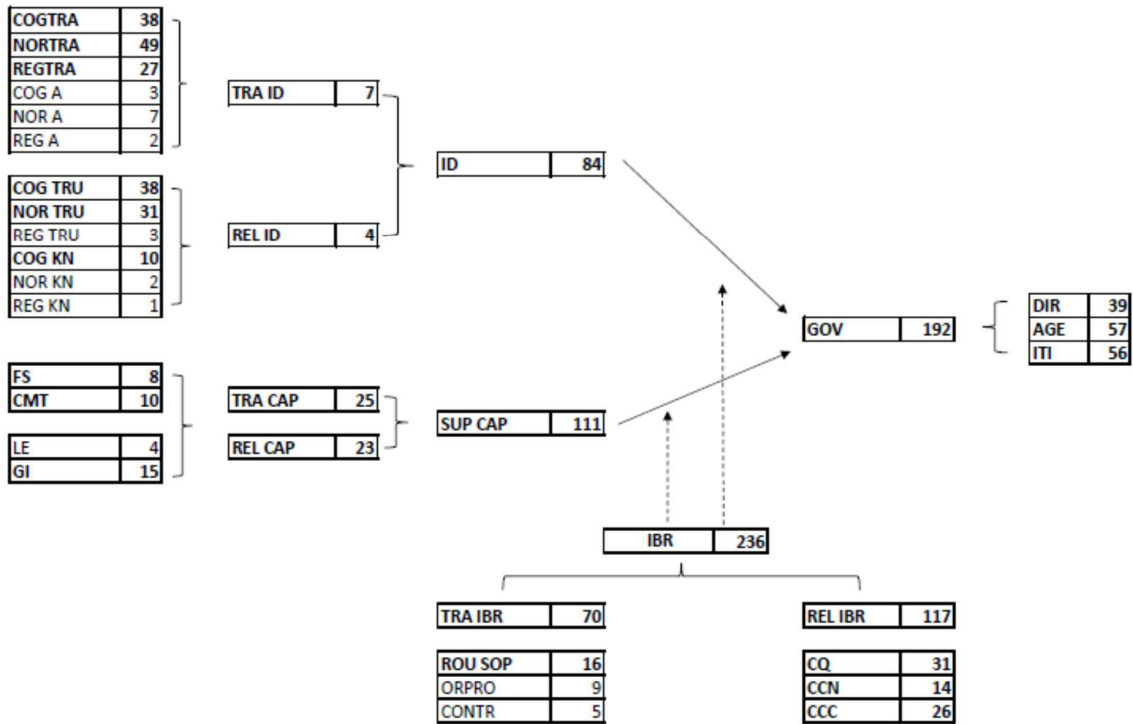 COGTRA 38
NORTRA 49
REGTRA 27
COG A 3
NOR A 7
REG A 2
TRA ID 7
ID 84
COG TRU 38
NOR TRU 31
REG TRU 3
COG KN 10
NOR KN 2
REG KN 1
REL ID 4
GOV 192
DIR 39
AGE 57
ITI 56
FS 8
CMT 10
LE 4
GI 15
TRA CAP 25
REL CAP 23
SUP CAP 111
IBR 236
TRA IBR 70
ROU SOP 16
ORPRO 9
CONTR 5
REL IBR 117
CQ 31
CCN 14
CCC 26